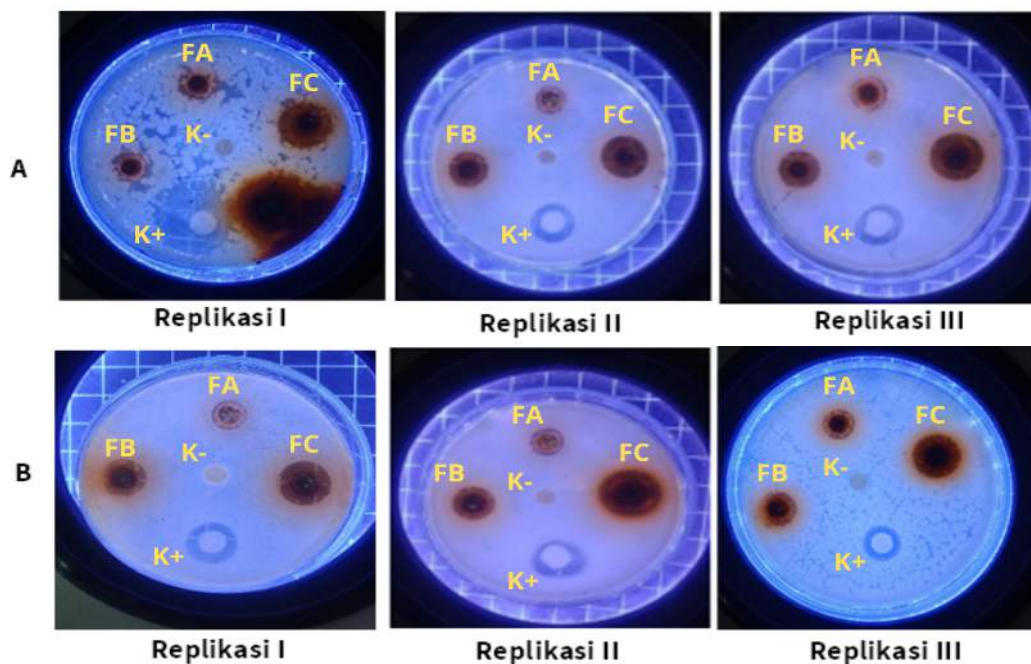 A
FA
FC
FB
K-
K+
FA
FC
FB
K-
K+
FA
FC
FB
K-
K+
Replikasi I
Replikasi II
Replikasi III
B
FA
FB
K-
FC
K+
FA
FB
FC
K-
K+
FA
FC
K-
FB
K+
Replikasi I
Replikasi II
Replikasi III